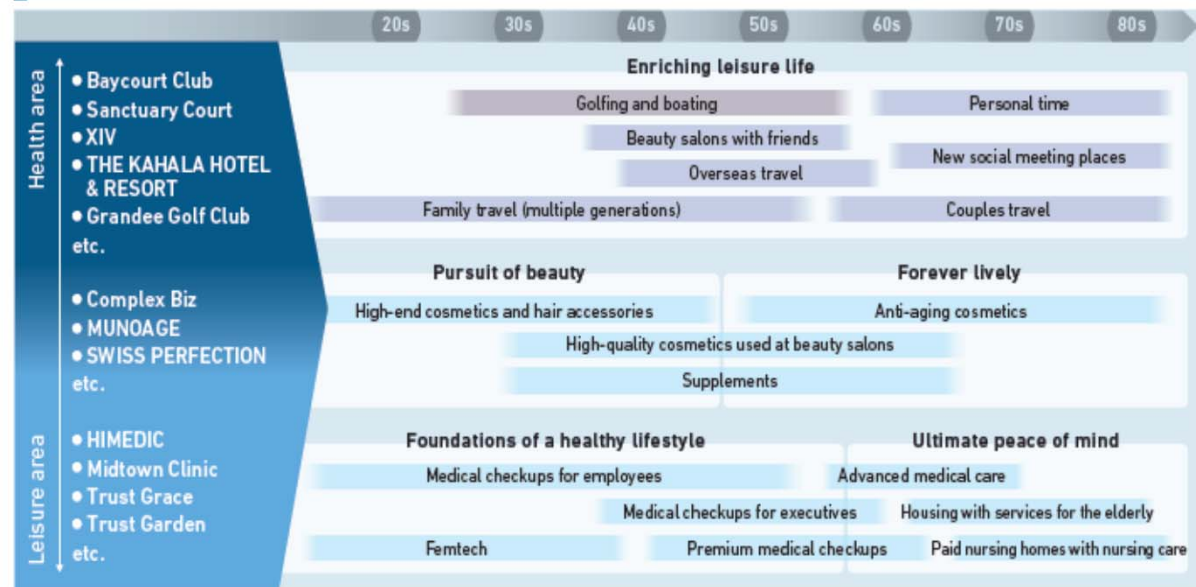 20s 30s 40s 50s 60s 70s 80s
Health area
● Baycourt Club
● Sanctuary Court
● XIV
● THE KAHALA HOTEL
& RESORT
● Grandee Golf Club
etc.
Enriching leisure life
Golfing and boating
Personal time
Beauty salons with friends
New social meeting places
Overseas travel
Family travel (multiple generations)
Couples travel
● Complex Biz
● MUNOAGE
● SWISS PERFECTION
etc.
Pursuit of beauty
Forever lively
High-end cosmetics and hair accessories
Anti-aging cosmetics
High-quality cosmetics used at beauty salons
Supplements
Leisure area
● HIMEDIC
● Midtown Clinic
● Trust Grace
● Trust Garden
etc.
Foundations of a healthy lifestyle
Ultimate peace of mind
Medical checkups for employees
Advanced medical care
Medical checkups for executives
Housing with services for the elderly
Femtech
Premium medical checkups
Paid nursing homes with nursing care